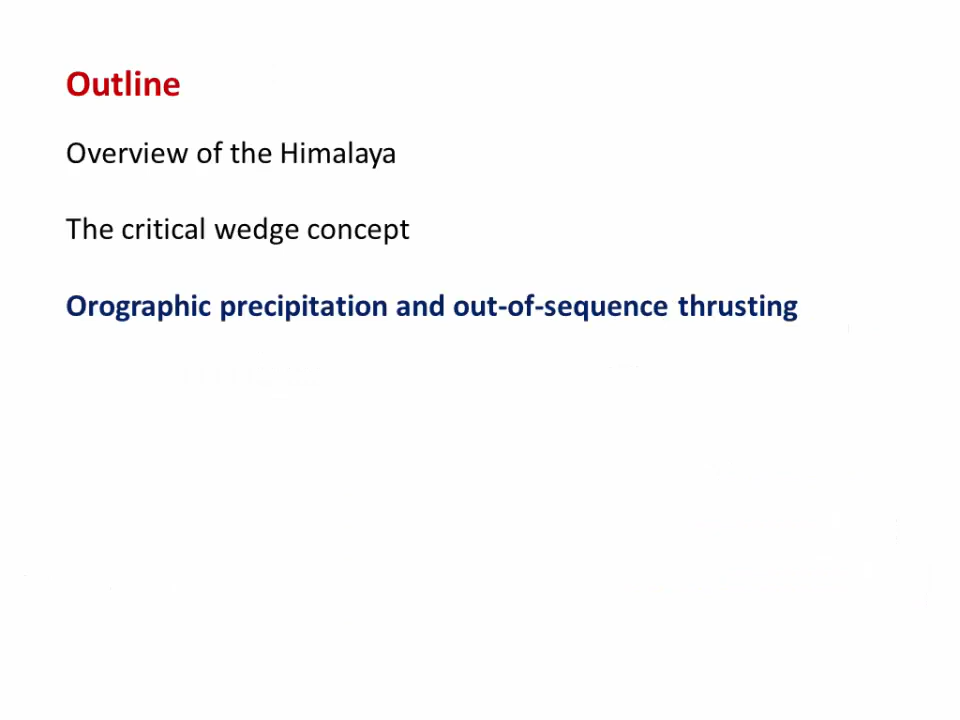 Outline
Overview of the Himalaya
The critical wedge concept
Orographic precipitation and out-of-sequence thrusting